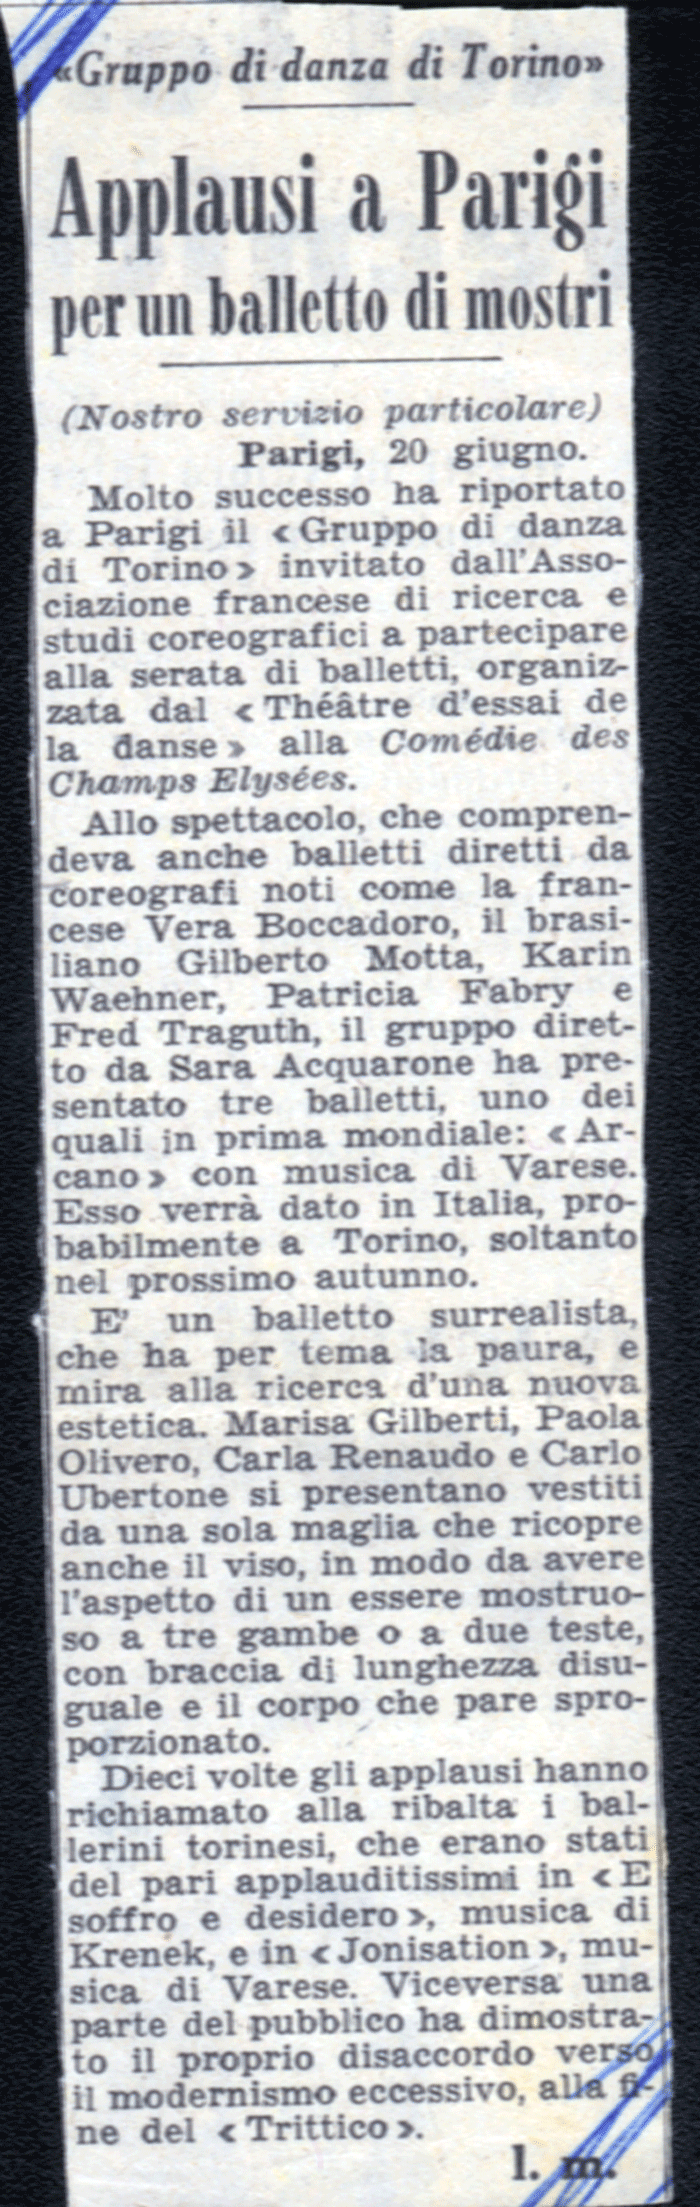 «Gruppo di danza di Torino»
Applausi a Parigi
per un balletto di mostri
(Nostro servizio particolare)
Parigi, 20 giugno.
Molto successo ha riportato
a Parigi il «Gruppo di danza
di Torino» invitato dall'Asso-
ciazione francese di ricerca e
studi coreografici a partecipare
alla serata di balletti, organiz-
zata dal «Théâtre d'essai de
la danse» alla Comédie des
Champs Elysées.
Allo spettacolo, che compren-
deva anche balletti diretti da
coreografi noti come la fran-
cese Vera Boccadoro, il brasi-
liano Gilberto Motta, Karin
Waehner, Patricia Fabry e
Fred Traguth, il gruppo diret-
to da Sara Acquarone ha pre-
sentato tre balletti, uno dei
quali in prima mondiale: «Ar-
cano» con musica di Varese.
Esso verrà dato in Italia, pro-
babilmente a Torino, soltanto
nel prossimo autunno.
E' un balletto surrealista,
che ha per tema la paura, e
mira alla ricerca d'una nuova
estetica. Marisa Gilberti, Paola
Olivero, Carla Renaudo e Carlo
Ubertone si presentano vestiti
da una sola maglia che ricopre
anche il viso, in modo da avere
l'aspetto di un essere mostruo-
so a tre gambe o a due teste,
con braccia di lunghezza disu-
guale e il corpo che pare spro-
porzionato.
Dieci volte gli applausi hanno
richiamato alla ribalta i bal-
lerini torinesi, che erano stati
del pari applauditissimi in «E
soffro e desidero», musica di
Krenek, e in «Jonisation», mu-
sica di Varese. Viceversa una
parte del pubblico ha dimostra-
to il proprio disaccordo verso
il modernismo eccessivo, alla fi-
ne del «Trittico».
l. m.